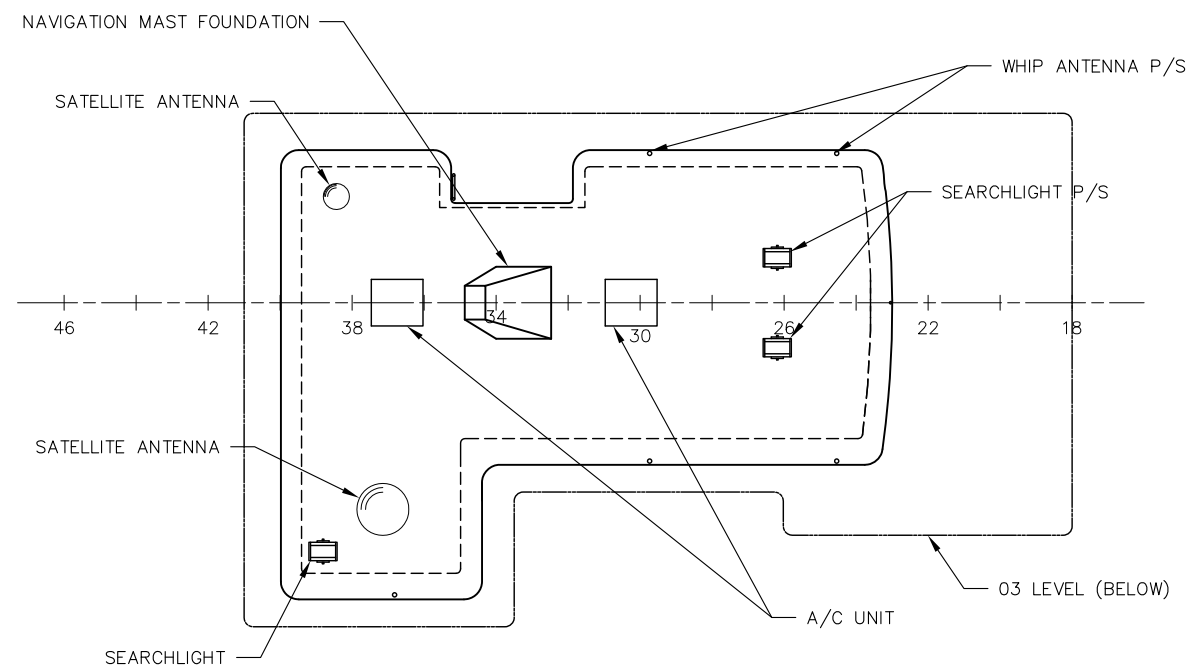 NAVIGATION MAST FOUNDATION
WHIP ANTENNA P/S
SATELLITE ANTENNA
SEARCHLIGHT P/S
46
42
38
34
30
26
22
18
SATELLITE ANTENNA
03 LEVEL (BELOW)
A/C UNIT
SEARCHLIGHT